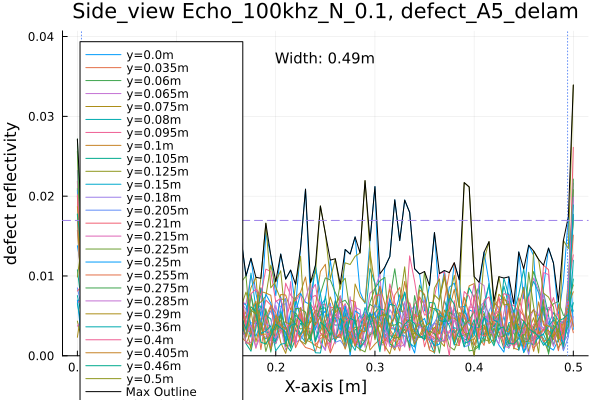 Side_view Echo_100khz_N_0.1, defect_A5_delam
0.04
0.03
0.02
0.01
0.00
defect reflectivity
Width: 0.49m
y=0.0m
y=0.035m
y=0.06m
y=0.065m
y=0.075m
y=0.08m
y=0.095m
y=0.1m
y=0.105m
y=0.125m
y=0.15m
y=0.18m
y=0.205m
y=0.21m
y=0.215m
y=0.225m
y=0.25m
y=0.255m
y=0.275m
y=0.285m
y=0.29m
y=0.36m
y=0.4m
y=0.405m
y=0.46m
y=0.5m
Max Outline
0.2 0.3 0.4 0.5
X-axis [m]